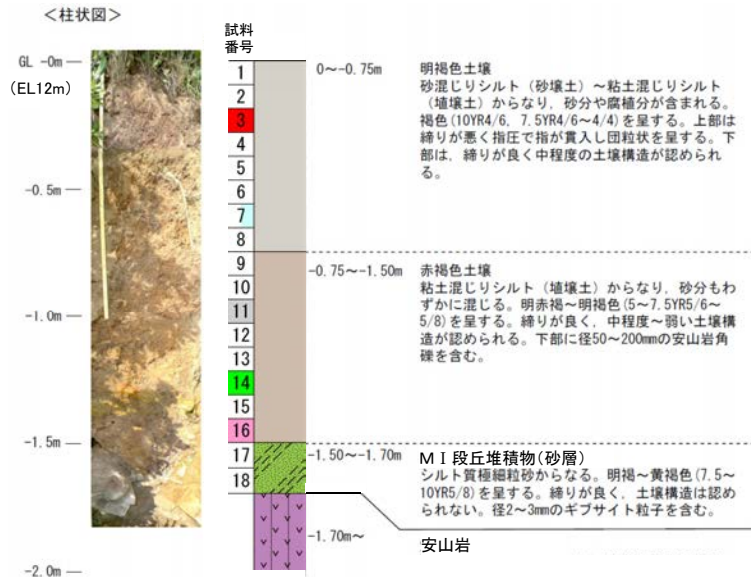 <柱状図>
試料
番号
GL -0m
(EL12m)
-0.5m
-1.0m
-1.5m
-2.0m
1
2
3
4
5
6
7
8
9
10
11
12
13
14
15
16
17
18
0～-0.75m
明褐色土壌
砂混じりシルト（砂壌土）～粘土混じりシルト
（埴壌土）からなり，砂分や腐植分が含まれる。
褐色(10YR4/6，7.5YR4/6～4/4)を呈する。上部は
締りが悪く指圧で指が貫入し団粒状を呈する。下
部は，締りが良く中程度の土壌構造が認められ
る。
-0.75～-1.50m
赤褐色土壌
粘土混じりシルト（埴壌土）からなり，砂分もわ
ずかに混じる。明赤褐～明褐色(5～7.5YR5/6～
5/8)を呈する。締りが良く，中程度～弱い土壌構
造が認められる。下部に径50～200mmの安山岩角
礫を含む。
-1.50～-1.70m
ＭⅠ段丘堆積物(砂層)
シルト質極細粒砂からなる。明褐～黄褐色(7.5～
10YR5/8)を呈する。締りが良く，土壌構造は認め
られない。径2～3mmのギブサイト粒子を含む。
-1.70m～
安山岩